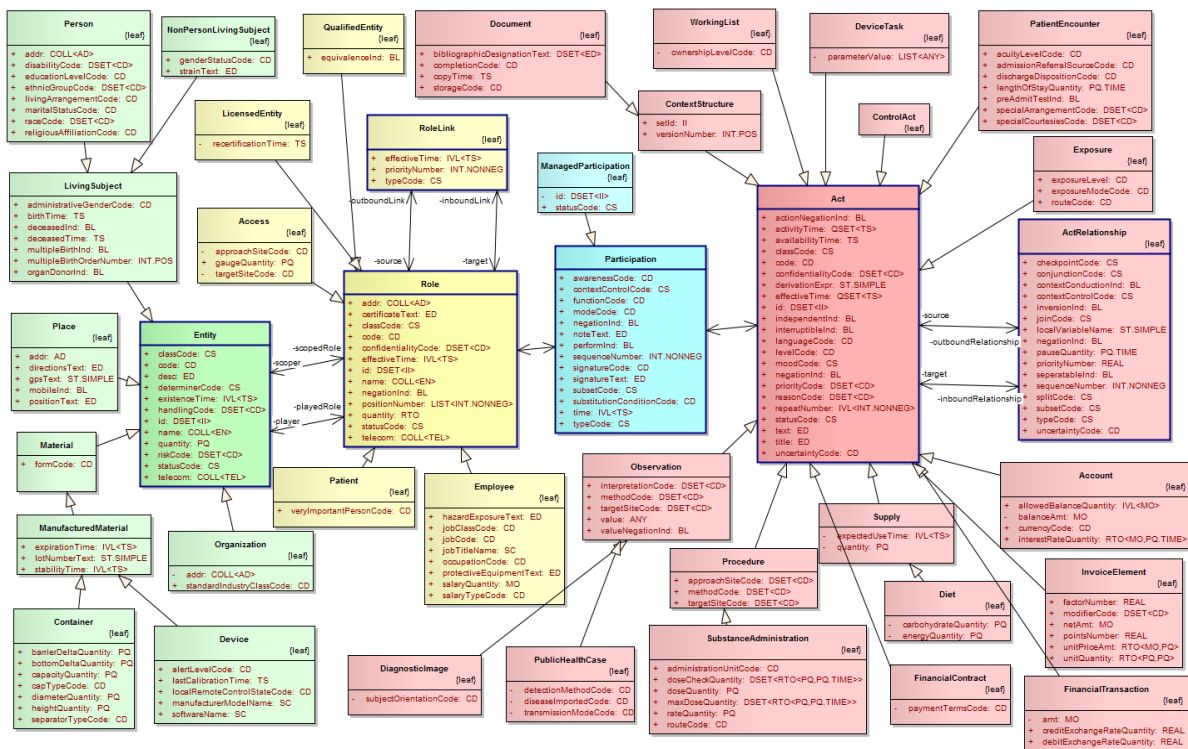 Person
{leaf}
+ addr: COLL<AD>
+ disabilityCode: DSET<CD>
+ educationLevelCode: CD
+ ethnicGroupCode: DSET<CD>
+ livingArrangementCode: CD
+ maritalStatusCode: CD
+ raceCode: DSET<CD>
+ religiousAffiliationCode: CD
NonPersonLivingSubject
{leaf}
+ genderStatusCode: CD
+ strainText: ED
QualifiedEntity
{leaf}
+ equivalenceInd: BL
Document
{leaf}
- bibliographicDesignationText: DSET<ED>
+ completionCode: CD
+ copyTime: TS
+ storageCode: CD
WorkingList
{leaf}
- ownershipLevelCode: CD
DeviceTask
{leaf}
- parameterValue: LIST<ANY>
PatientEncounter
{leaf}
+ acuityLevelCode: CD
+ admissionReferralSourceCode: CD
+ dischargeDispositionCode: CD
+ lengthOfStayQuantity: PQ.TIME
+ preAdmitTestInd: BL
+ specialArrangementCode: DSET<CD>
+ specialCourtesiesCode: DSET<CD>
LicensedEntity
{leaf}
- recertificationTime: TS
RoleLink
{leaf}
+ effectiveTime: IVL<TS>
+ priorityNumber: INT.NONNEG
+ typeCode: CS
ContextStructure
{leaf}
+ setId: II
+ versionNumber: INT.POS
ControlAct
{leaf}
Exposure
{leaf}
+ exposureLevel: CD
+ exposureModeCode: CD
+ routeCode: CD
LivingSubject
{leaf}
+ administrativeGenderCode: CD
+ birthTime: TS
+ deceasedInd: BL
+ deceasedTime: TS
+ multipleBirthInd: BL
+ multipleBirthOrderNumber: INT.POS
+ organDonorInd: BL
ManagedParticipation
{leaf}
- id: DSET<II>
+ statusCode: CS
-outboundLink
-inboundLink
-source
-target
Access
{leaf}
- approachSiteCode: CD
+ gaugeQuantity: PQ
- targetSiteCode: CD
Act
+ actionNegationInd: BL
+ activityTime: QSET<TS>
+ availabilityTime: TS
+ classCode: CS
+ code: CD
+ confidentialityCode: DSET<CD>
+ derivationExpr: ST.SIMPLE
+ effectiveTime: QSET<TS>
+ id: DSET<II>
+ independentInd: BL
+ interruptibleInd: BL
+ languageCode: CD
+ levelCode: CD
+ moodCode: CS
+ negationInd: BL
+ priorityCode: DSET<CD>
+ reasonCode: DSET<CD>
+ repeatNumber: IVL<INT.NONNEG>
+ statusCode: CS
+ text: ED
+ title: ED
+ uncertaintyCode: CD
ActRelationship
+ checkpointCode: CS
+ conjunctionCode: CS
+ contextConductionInd: BL
+ contextControlCode: CS
+ inversionInd: BL
+ joinCode: CS
+ localVariableName: ST.SIMPLE
+ negationInd: BL
+ pauseQuantity: PQ.TIME
+ priorityNumber: REAL
+ seperatableInd: BL
+ sequenceNumber: INT.NONNEG
+ splitCode: CS
+ subsetCode: CS
+ typeCode: CS
+ uncertaintyCode: CD
-source
-outboundRelationship
-target
-inboundRelationship
Participation
+ awarenessCode: CD
+ contextControlCode: CS
+ functionCode: CD
+ modeCode: CD
+ negationInd: BL
+ noteText: ED
+ performInd: BL
+ sequenceNumber: INT.NONNEG
+ signatureCode: CD
+ signatureText: ED
+ subsetCode: CS
+ substitutionConditionCode: CD
+ time: IVL<TS>
+ typeCode: CS
Role
+ addr: COLL<AD>
+ certificateText: ED
+ classCode: CS
+ code: CD
+ confidentialityCode: DSET<CD>
+ effectiveTime: IVL<TS>
+ id: DSET<II>
+ name: COLL<EN>
+ negationInd: BL
+ positionNumber: LIST<INT.NONNEG>
+ quantity: RTO
+ statusCode: CS
+ telecom: COLL<TEL>
-scopedRole
-scoper
-playedRole
-player
Place
{leaf}
+ addr: AD
+ directionsText: ED
+ gpsText: ST.SIMPLE
+ mobileInd: BL
+ positionText: ED
Entity
+ classCode: CS
+ code: CD
+ desc: ED
+ determinerCode: CS
+ existenceTime: IVL<TS>
+ handlingCode: DSET<CD>
+ id: DSET<II>
+ name: COLL<EN>
+ quantity: PQ
+ riskCode: DSET<CD>
+ statusCode: CS
+ telecom: COLL<TEL>
Material
{leaf}
+ formCode: CD
ManufacturedMaterial
{leaf}
+ expirationTime: IVL<TS>
+ lotNumberText: ST.SIMPLE
+ stabilityTime: IVL<TS>
Organization
{leaf}
- addr: COLL<AD>
+ standardIndustryClassCode: CD
Patient
{leaf}
+ veryImportantPersonCode: CD
Employee
{leaf}
+ hazardExposureText: ED
+ jobClassCode: CD
+ jobCode: CD
+ jobTitleName: SC
+ occupationCode: CD
+ protectiveEquipmentText: ED
+ salaryQuantity: MO
+ salaryTypeCode: CD
Observation
{leaf}
+ interpretationCode: DSET<CD>
+ methodCode: DSET<CD>
+ targetSiteCode: DSET<CD>
+ value: ANY
+ valueNegationInd: BL
Supply
{leaf}
- expectedUseTime: IVL<TS>
- quantity: PQ
Account
{leaf}
+ allowedBalanceQuantity: IVL<MO>
- balanceAmt: MO
+ currencyCode: CD
+ interestRateQuantity: RTO<MO,PQ.TIME>
Procedure
{leaf}
+ approachSiteCode: DSET<CD>
+ methodCode: DSET<CD>
+ targetSiteCode: DSET<CD>
InvoiceElement
{leaf}
+ factorNumber: REAL
+ modifierCode: DSET<CD>
+ netAmt: MO
+ pointsNumber: REAL
+ unitPriceAmt: RTO<MO,PQ>
+ unitQuantity: RTO<PQ,PQ>
Diet
{leaf}
- carbohydrateQuantity: PQ
- energyQuantity: PQ
Container
{leaf}
+ barrierDeltaQuantity: PQ
+ bottomDeltaQuantity: PQ
+ capacityQuantity: PQ
+ capTypeCode: CD
+ diameterQuantity: PQ
+ heightQuantity: PQ
+ separatorTypeCode: CD
Device
{leaf}
+ alertLevelCode: CD
+ lastCalibrationTime: TS
+ localRemoteControlStateCode: CD
+ manufacturerModelName: SC
+ softwareName: SC
DiagnosticImage
{leaf}
- subjectOrientationCode: CD
PublicHealthCase
{leaf}
- detectionMethodCode: CD
- diseaseImportedCode: CD
- transmissionModeCode: CD
SubstanceAdministration
{leaf}
+ administrationUnitCode: CD
+ doseCheckQuantity: DSET<RTO<PQ,PQ.TIME>>
+ doseQuantity: PQ
+ maxDoseQuantity: DSET<RTO<PQ,PQ.TIME>>
+ rateQuantity: PQ
+ routeCode: CD
FinancialContract
{leaf}
- paymentTermsCode: CD
FinancialTransaction
{leaf}
- amt: MO
+ creditExchangeRateQuantity: REAL
+ debitExchangeRateQuantity: REAL